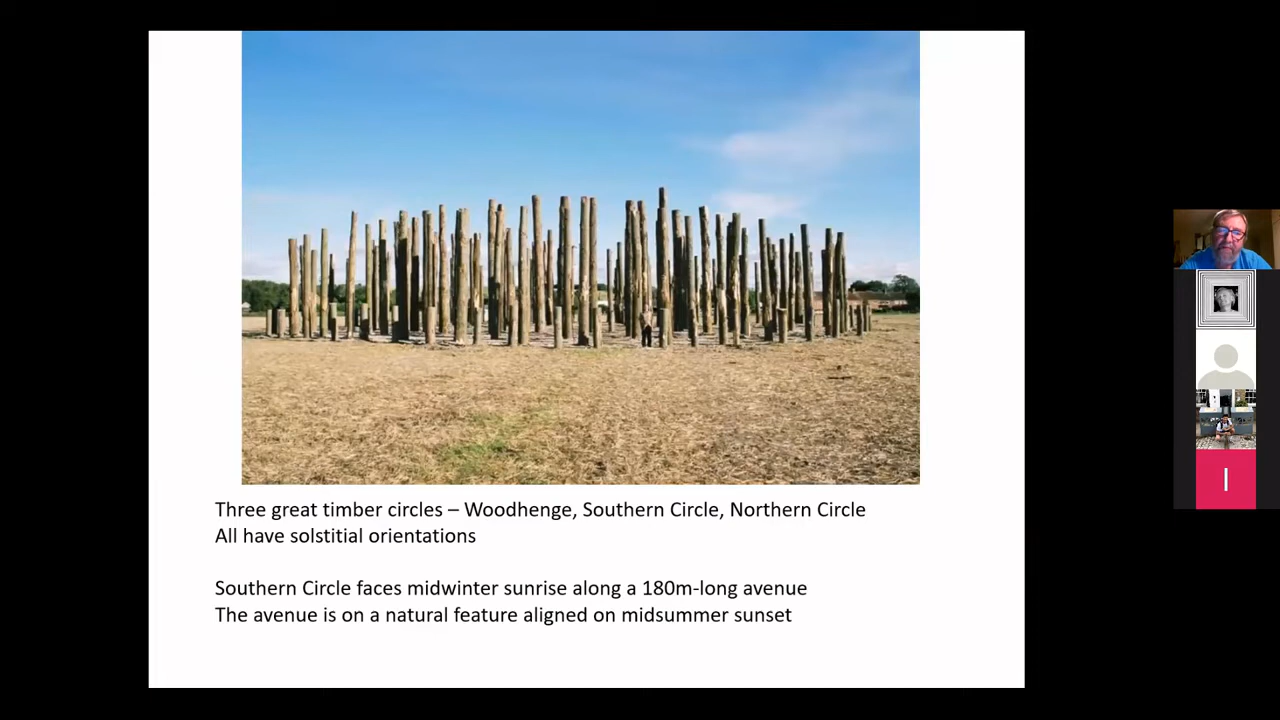 Three great timber circles – Woodhenge, Southern Circle, Northern Circle
All have solstitial orientations
Southern Circle faces midwinter sunrise along a 180m-long avenue
The avenue is on a natural feature aligned on midsummer sunset
I